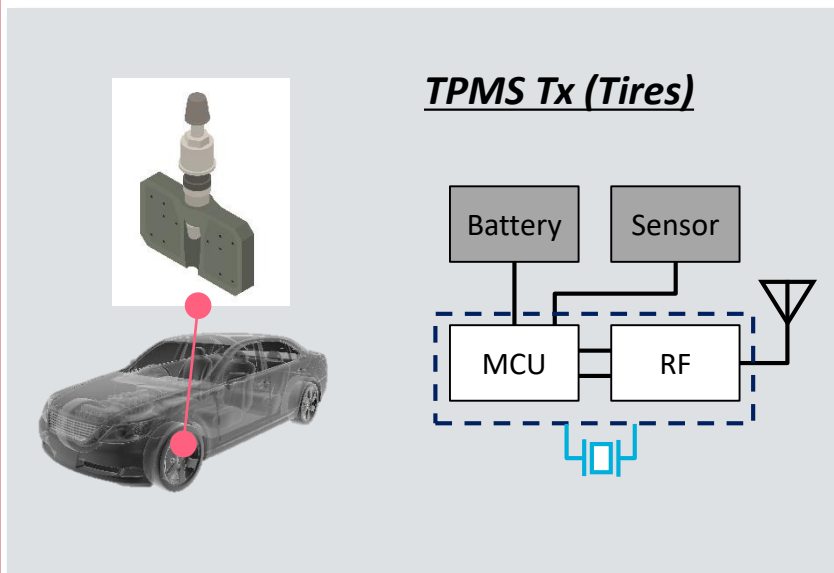 TPMS Tx (Tires)
Battery
Sensor
MCU
RF